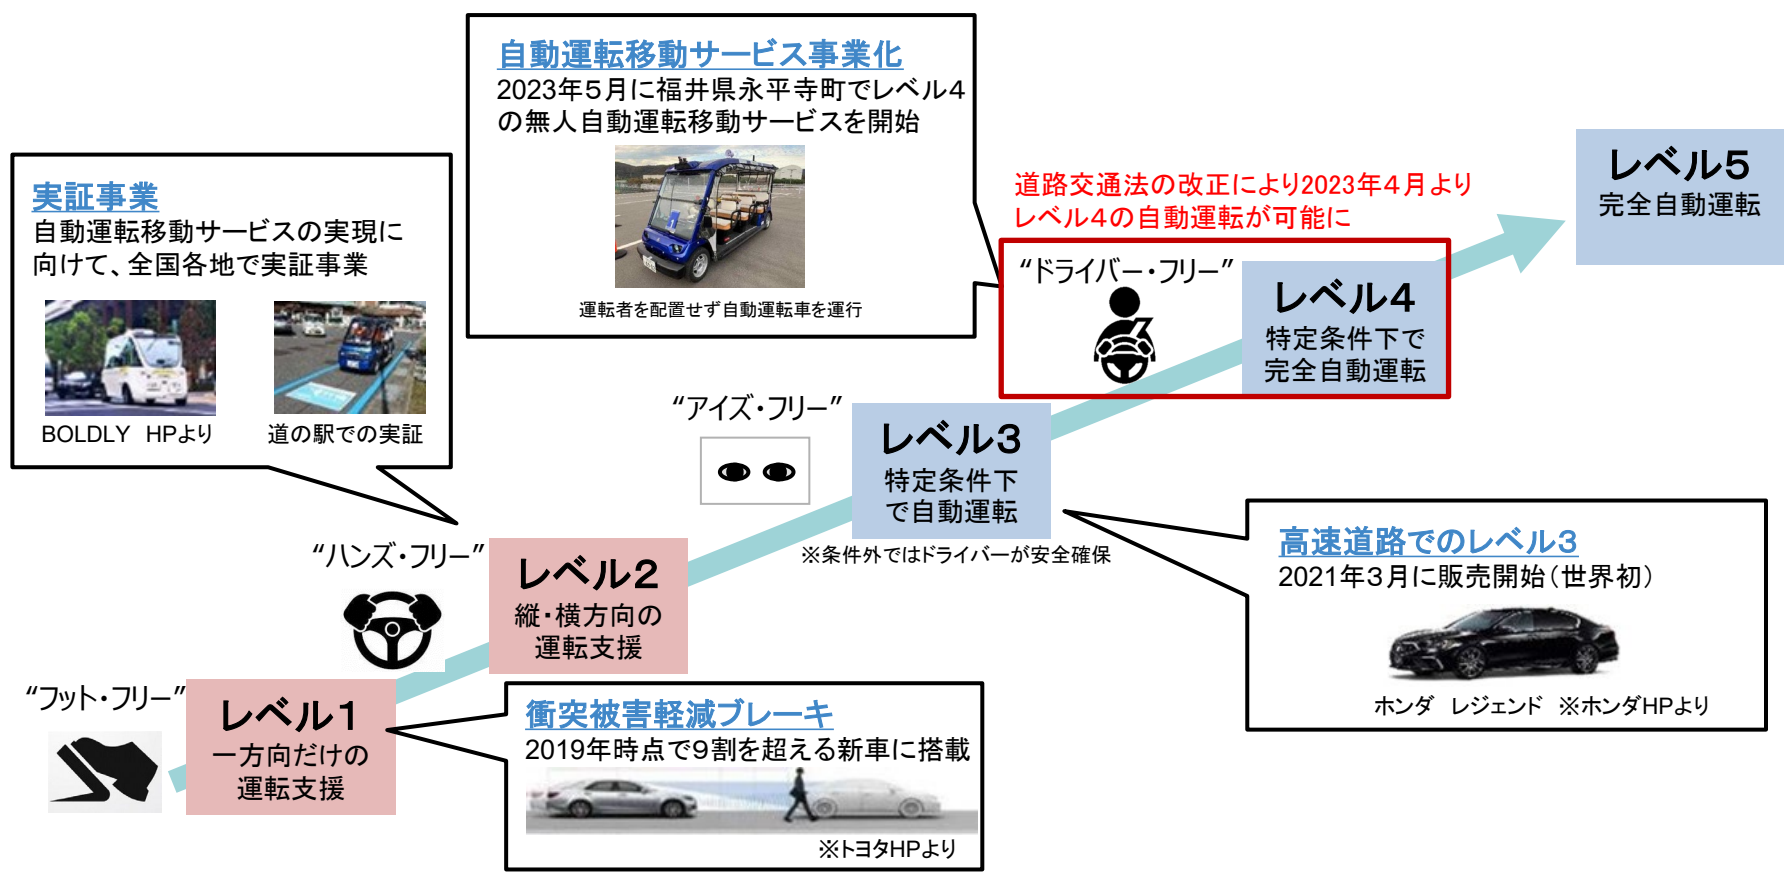 自動運転移動サービス事業化
2023年5月に福井県永平寺町でレベル4
の無人自動運転移動サービスを開始
運転者を配置せず自動運転車を運行
実証事業
自動運転移動サービスの実現に
向けて、全国各地で実証事業
BOLDLY HPより
道の駅での実証
道路交通法の改正により2023年4月より
レベル4の自動運転が可能に
レベル5
完全自動運転
“ドライバー・フリー”
レベル4
特定条件下で
完全自動運転
“アイズ・フリー”
レベル3
特定条件下
で自動運転
※条件外ではドライバーが安全確保
高速道路でのレベル3
2021年3月に販売開始(世界初)
ホンダ レジェンド ※ホンダHPより
“ハンズ・フリー”
レベル2
縦・横方向の
運転支援
“フット・フリー”
レベル1
一方向だけの
運転支援
衝突被害軽減ブレーキ
2019年時点で9割を超える新車に搭載
※トヨタHPより